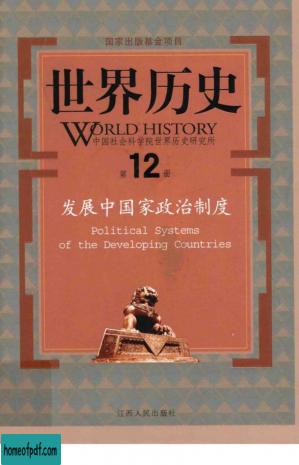 国家出版基金项目
世界历史
WORLD HISTORY
中国社会科学院世界历史研究所
第12册
发展中国家政治制度
Political Systems
of the Developing Countries
江西人民出版社
homeofpdf.com